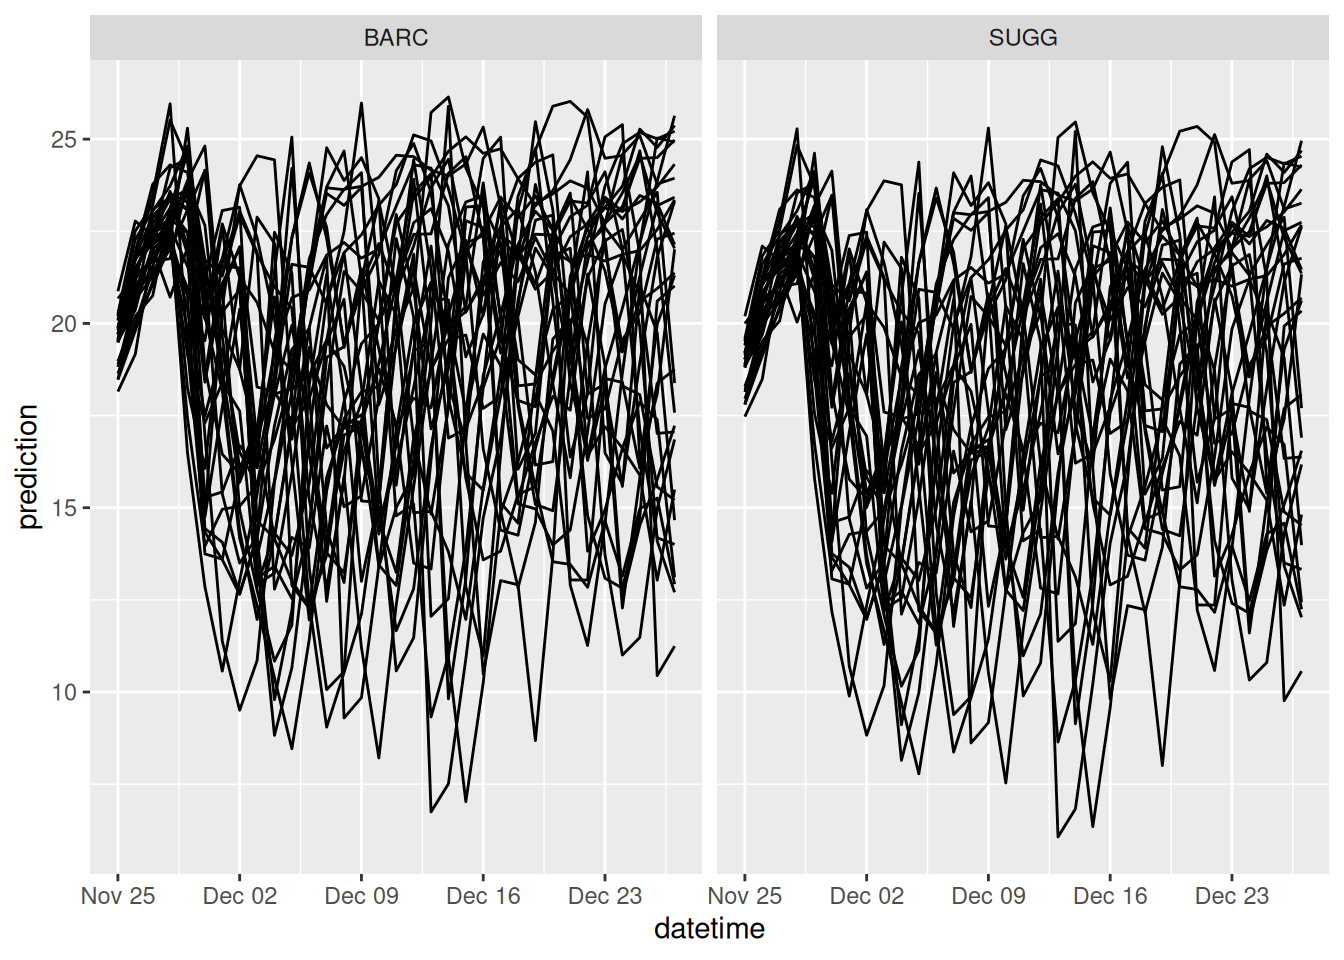 BARC
SUGG
25
20
15
10
prediction
Nov 25
Dec 02
Dec 09
Dec 16
Dec 23
Nov 25
Dec 02
Dec 09
Dec 16
Dec 23
datetime